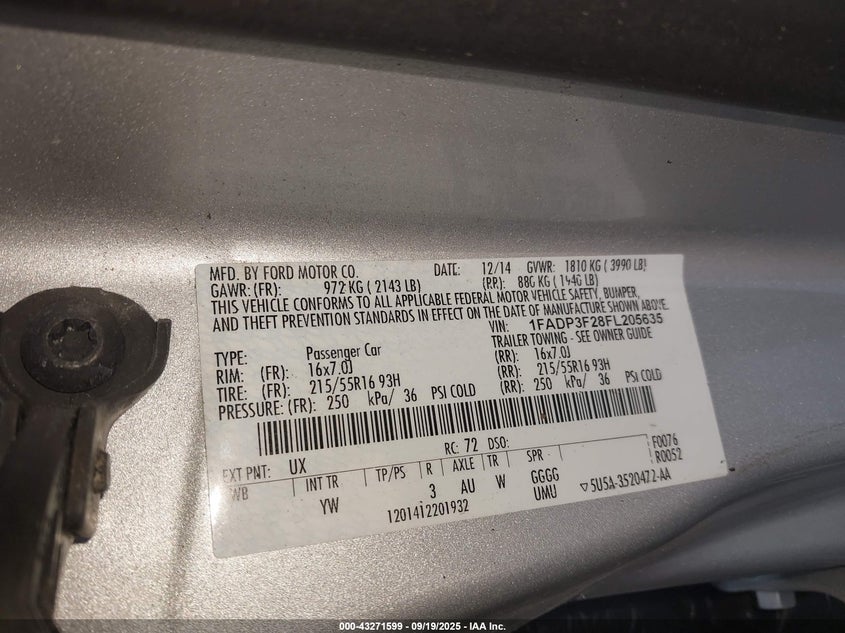 MFD. BY FORD MOTOR CO. DATE: 12/14 GVWR: 1810 KG ( 3990 LB)
GAWR: (FR): 972 KG ( 2143 LB) (RR): 880 KG ( 1940 LB)
THIS VEHICLE CONFORMS TO ALL APPLICABLE FEDERAL MOTOR VEHICLE SAFETY, BUMPER,
AND THEFT PREVENTION STANDARDS IN EFFECT ON THE DATE OF MANUFACTURE SHOWN ABOVE.
VIN: 1FADP3F28FL205635
TYPE: Passenger Car TRAILER TOWING - SEE OWNER GUIDE
RIM: (FR): 16x7.0J (RR): 16x7.0J
TIRE: (FR): 215/55R16 93H (RR): 215/55R16 93H
PRESSURE: (FR): 250 kPa/ 36 PSI COLD (RR): 250 kPa/ 36 PSI COLD
RC: 72 DSO: F0076
EXT PNT: UX R0052
WB INT TR TP/PS R AXLE TR SPR
YW 3 AU W GGGG
1201412201932 UMU ▽5U5A-3520472-AA
000-43271599 - 09/19/2025 - IAA Inc.